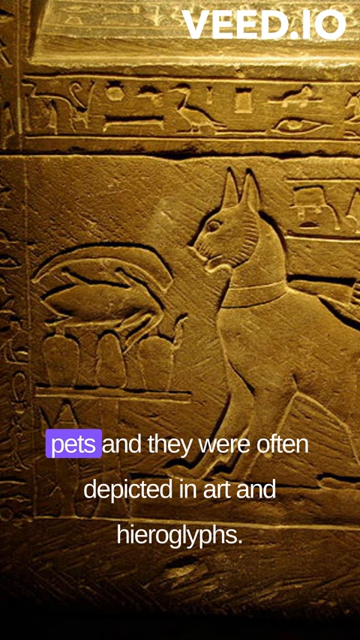 VEED.IO
pets and they were often
depicted in art and
hieroglyphs.